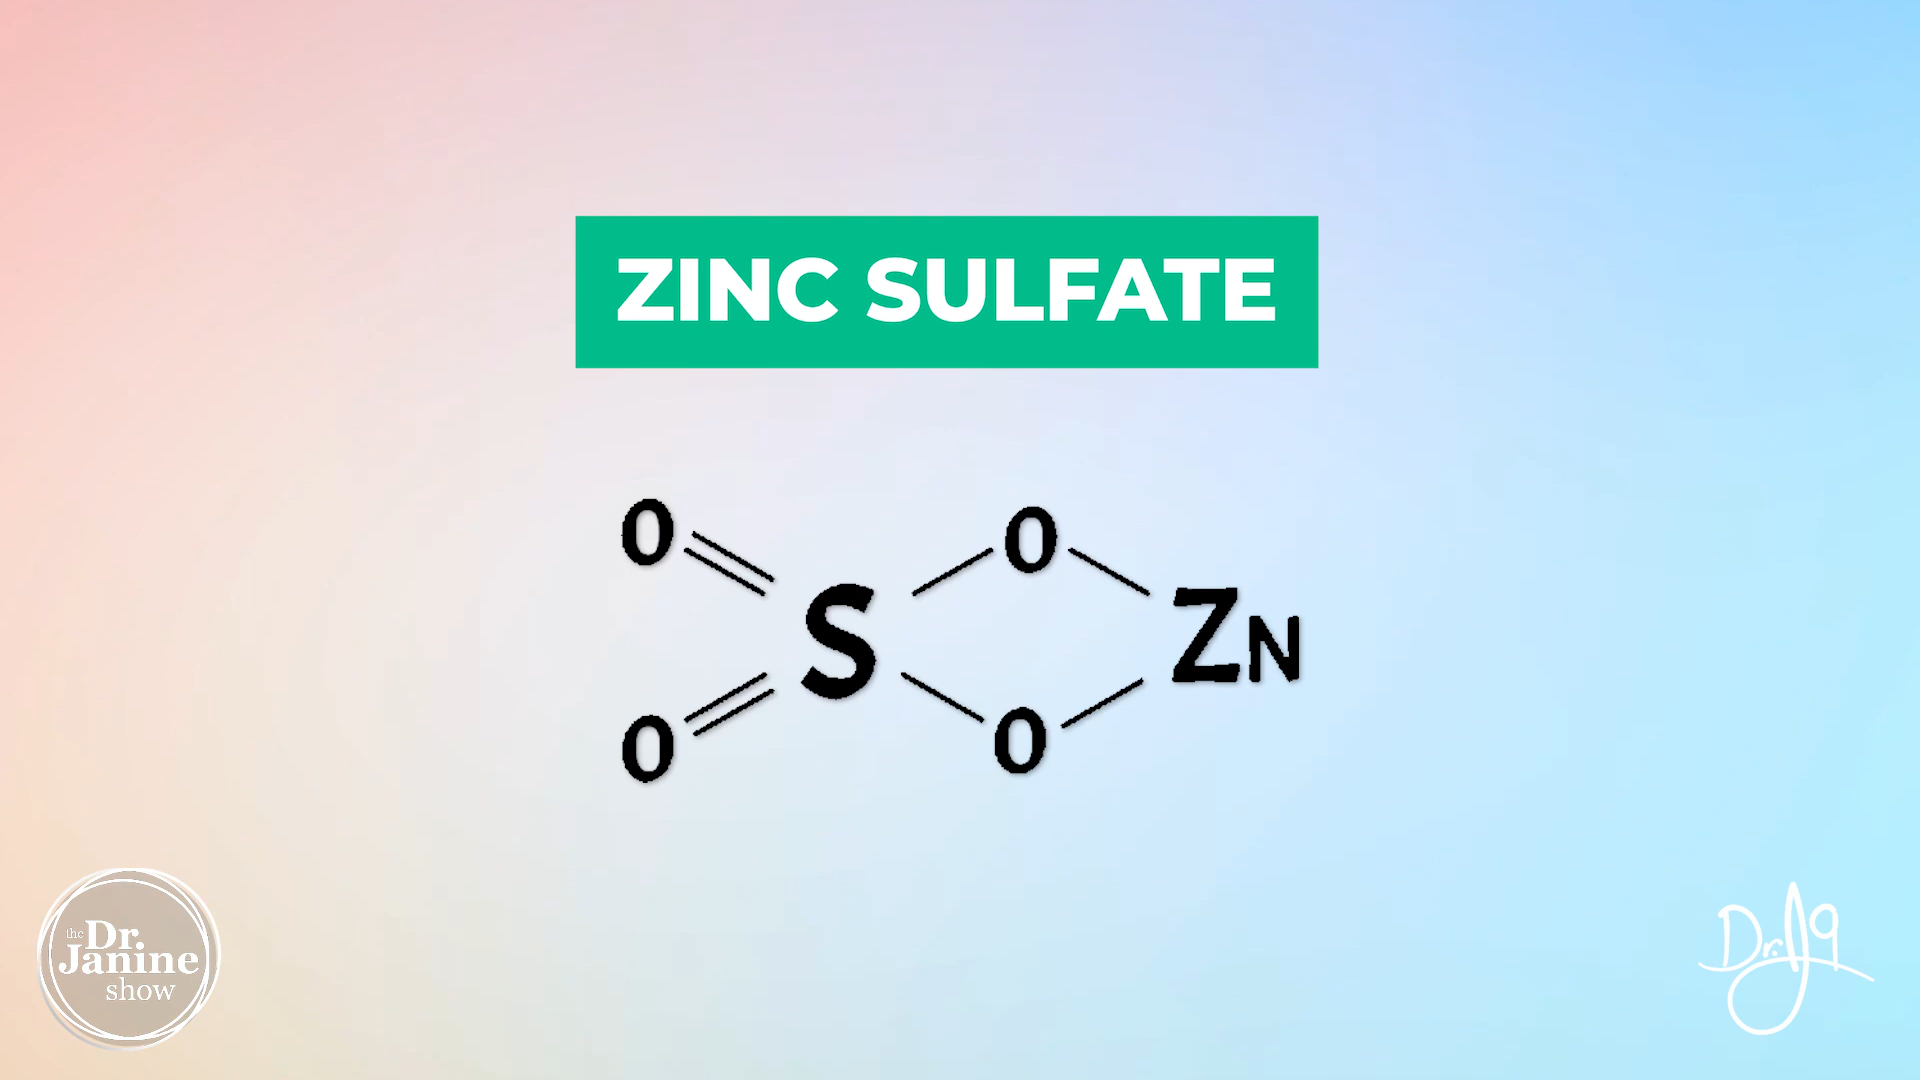 ZINC SULFATE
O
O
S
Zn
O
O
the Dr.
Janine
show
Dr. J9